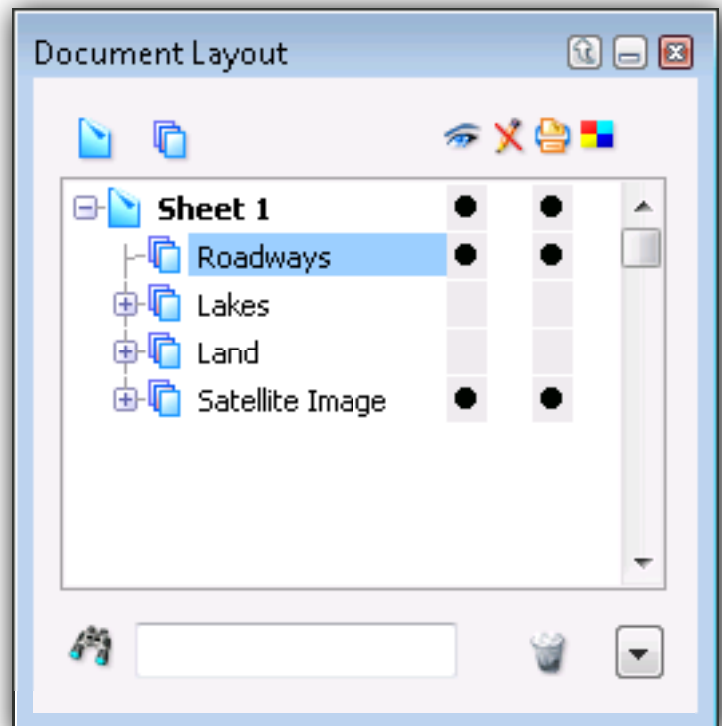 Document Layout
Sheet 1
Roadways
Lakes
Land
Satellite Image